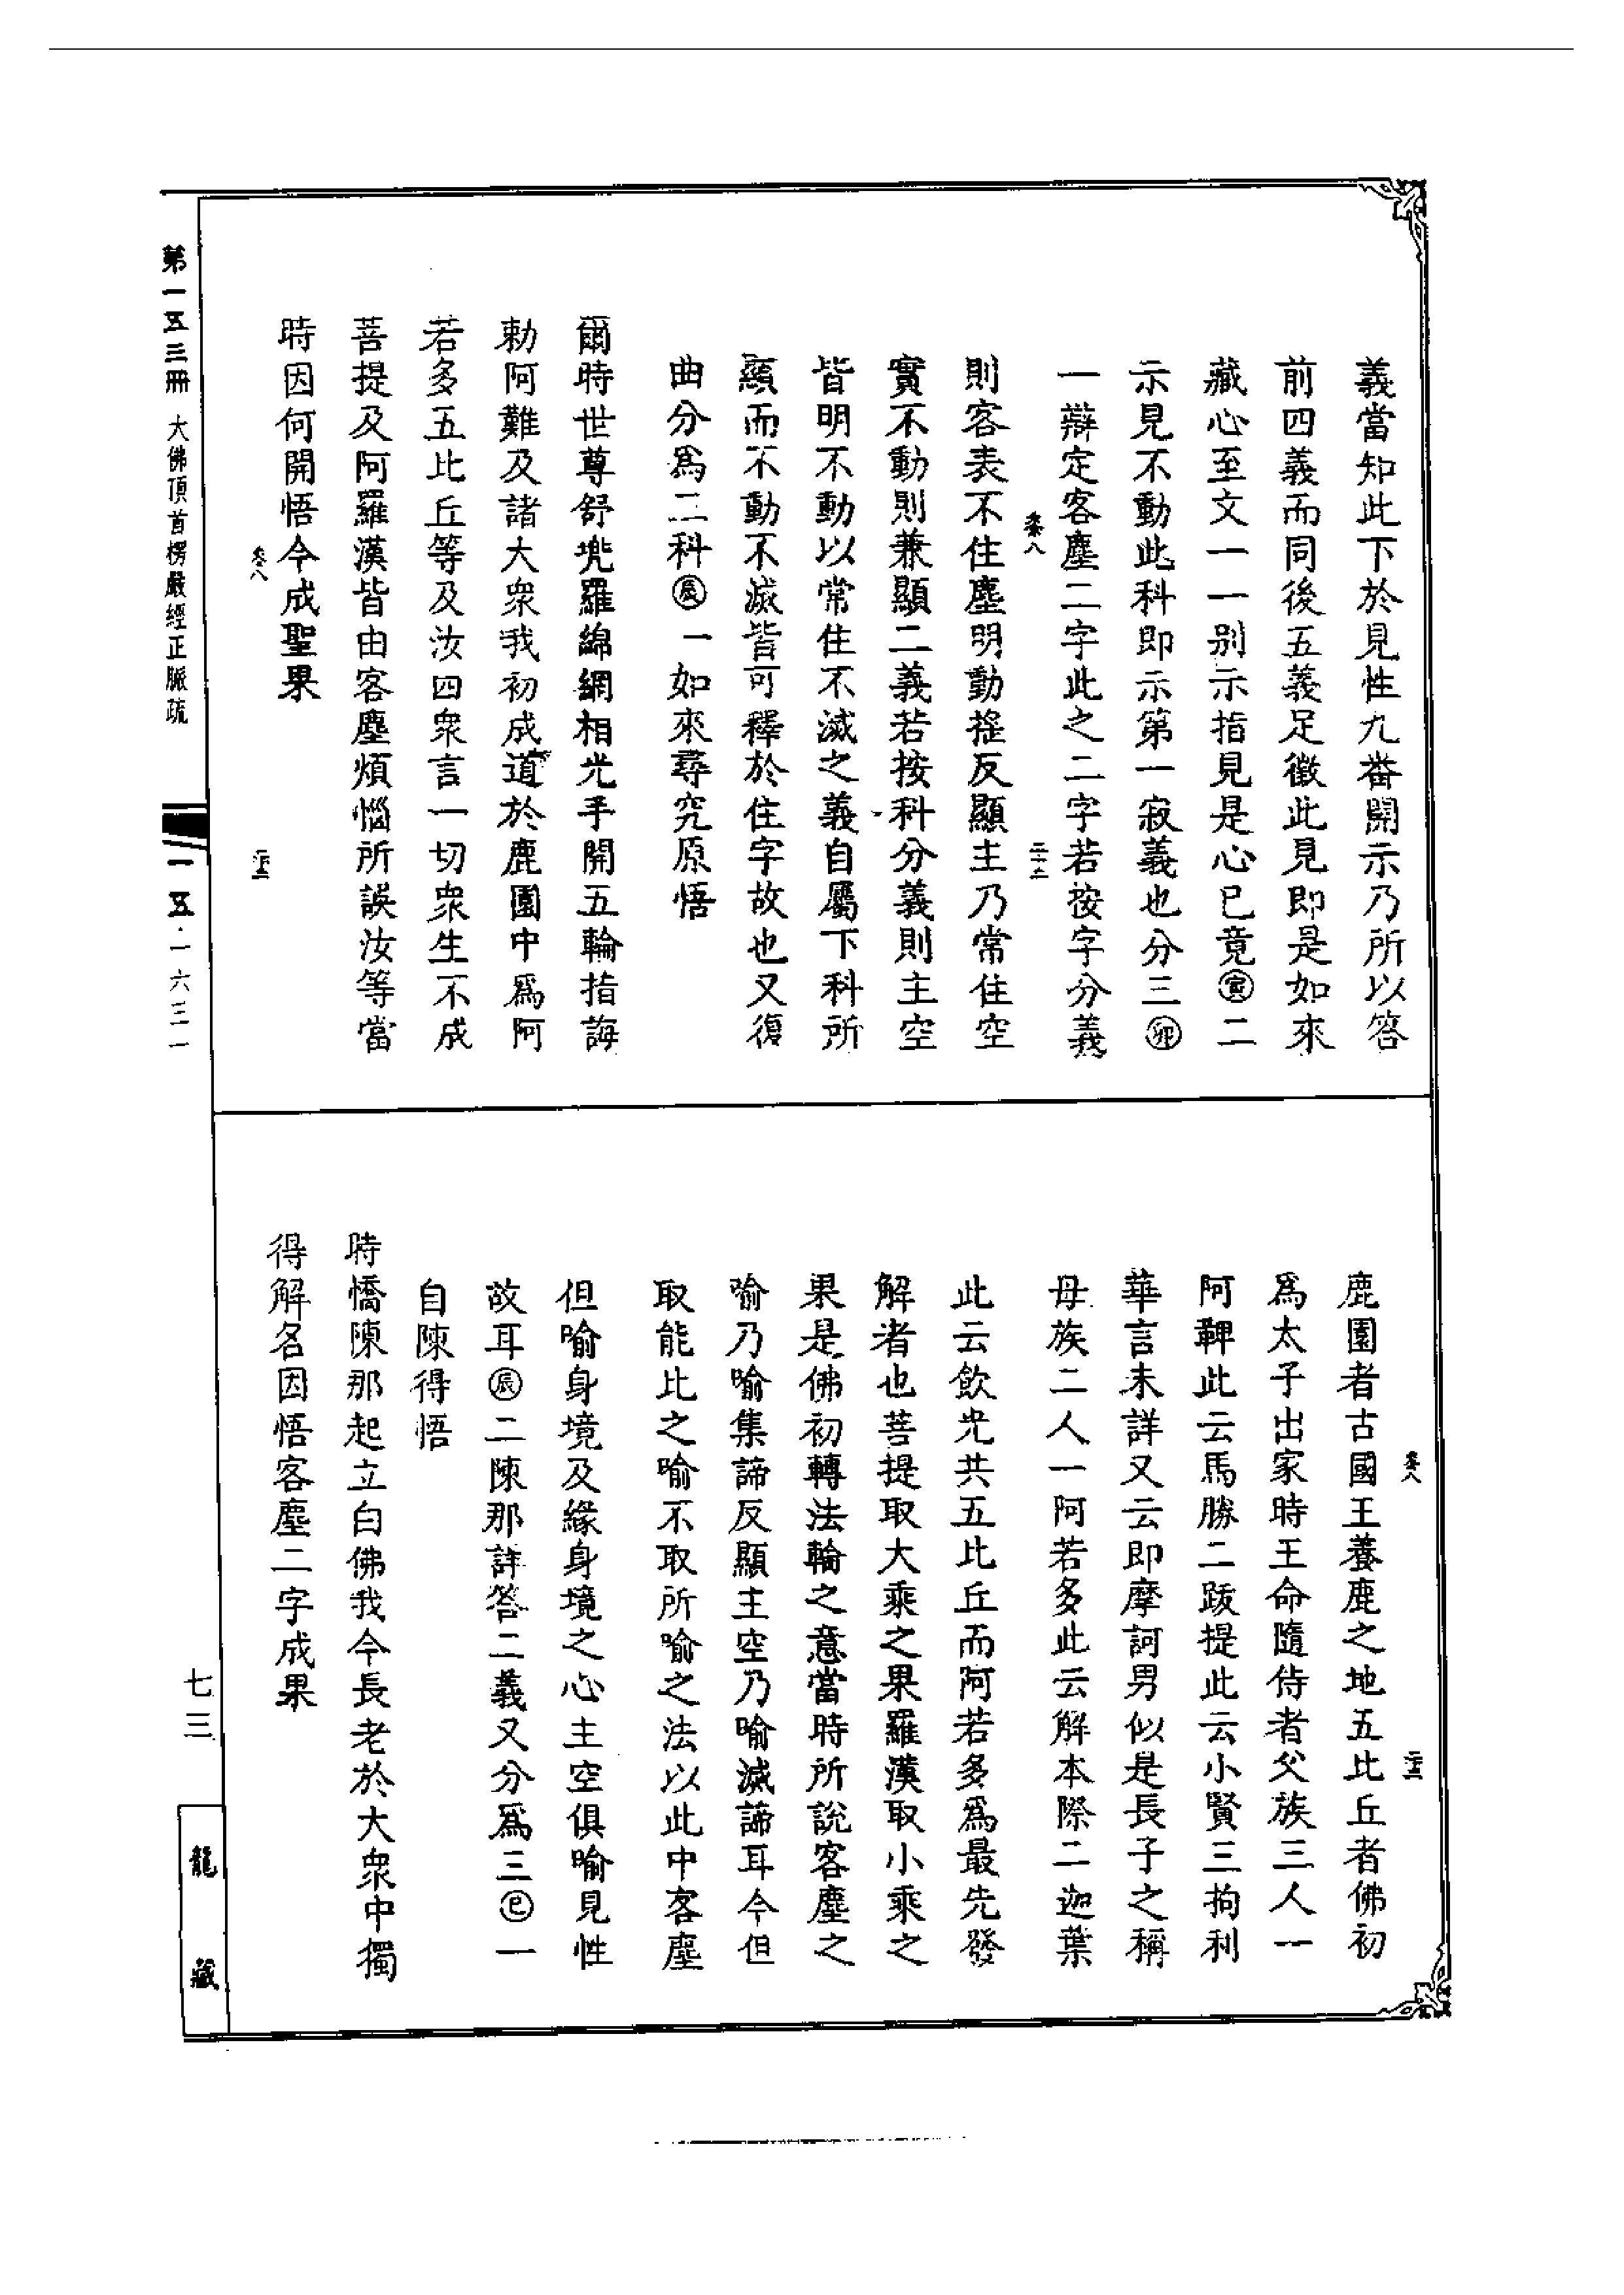 義當知此下於見性九番開示乃所以答
前四義而同後五義足徵此見即是如來
藏心至文一一別示指見是心已竟㝢二
示見不動此科即示第一寂義也分三卯
一辯定客塵二字此之二字若按字分義
卷八
則客表不住塵明動搖反顯主乃常住空
實不動則兼顯二義若按科分義則主空
皆明不動以常住不滅之義自屬下科所
顯而不動不滅皆可釋於住字故也又復
曲分為二科辰一如來尋究原悟
爾時世尊舒兜羅綿網相光手開五輪指誨
勅阿難及諸大衆我初成道於鹿園中爲阿
若多五比丘等及汝四衆言一切衆生不成
菩提及阿羅漢皆由客塵煩惱所誤汝等當
時因何開悟今成聖果
卷八
卷八
鹿園者古國王養鹿之地五比丘者佛初
爲太子出家時王命隨侍者父族三人一
阿鞞此云馬勝二跋提此云小賢三拘利
華言未詳又云即摩訶男似是長子之稱
母族二人一阿若多此云解本際二迦葉
此云飲光共五比丘而阿若多爲最先發
解者也菩提取大乘之果羅漢取小乘之
果是佛初轉法輪之意當時所說客塵之
喻乃喻集諦反顯主空乃喻滅諦耳今但
取能比之喻不取所喻之法以此中客塵
但喻身境及緣身境之心主空俱喻見性
故耳辰二陳那詳答二義又分爲三巳一
自陳得悟
時憍陳那起立白佛我今長老於大衆中獨
得解名因悟客塵二字成果
第一五三冊 大佛頂首楞嚴經正脈疏
一五·一六三一
七三
龍藏